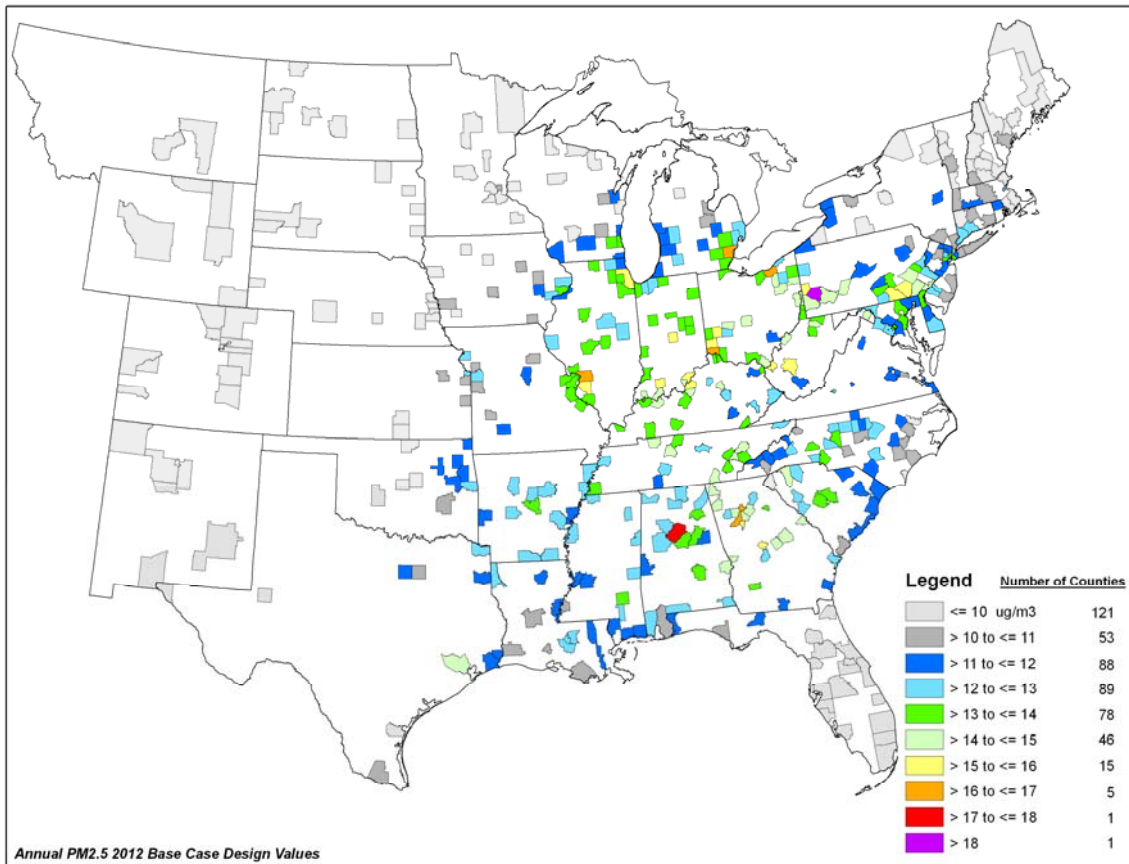 Legend Number of Counties
<= 10 ug/m3 121
> 10 to <= 11 53
> 11 to <= 12 88
> 12 to <= 13 89
> 13 to <= 14 78
> 14 to <= 15 46
> 15 to <= 16 15
> 16 to <= 17 5
> 17 to <= 18 1
> 18 1
Annual PM2.5 2012 Base Case Design Values